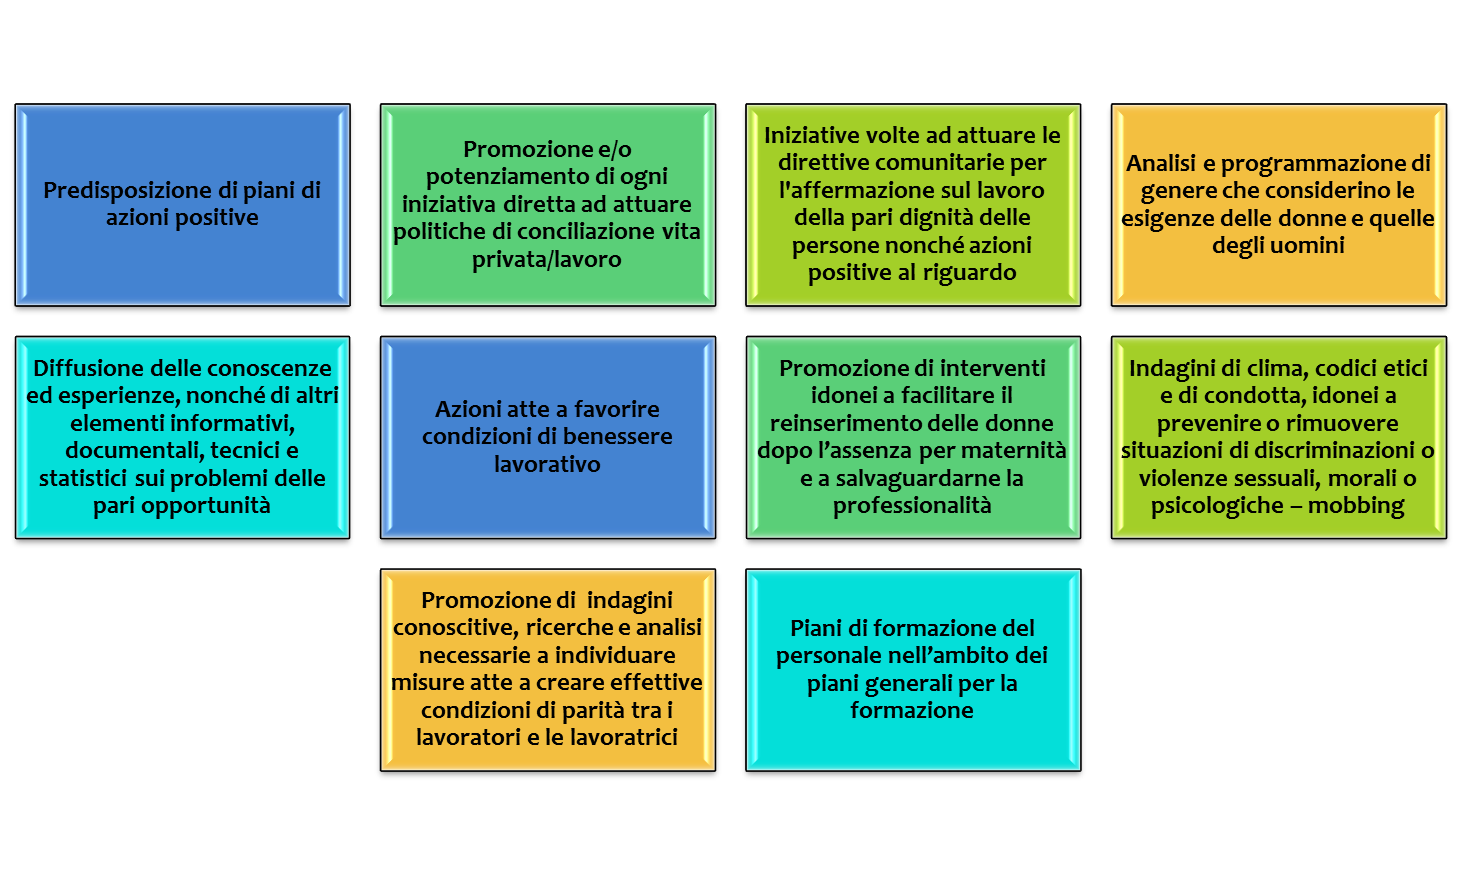 Predisposizione di piani di
azioni positive
Promozione e/o
potenziamento di ogni
iniziativa diretta ad attuare
politiche di conciliazione vita
privata/lavoro
Iniziative volte ad attuare le
direttive comunitarie per
l'affermazione sul lavoro
della pari dignità delle
persone nonché azioni
positive al riguardo
Analisi e programmazione di
genere che considerino le
esigenze delle donne e quelle
degli uomini
Diffusione delle conoscenze
ed esperienze, nonché di altri
elementi informativi,
documentali, tecnici e
statistici sui problemi delle
pari opportunità
Azioni atte a favorire
condizioni di benessere
lavorativo
Promozione di interventi
idonei a facilitare il
reinserimento delle donne
dopo l’assenza per maternità
e a salvaguardarne la
professionalità
Indagini di clima, codici etici
e di condotta, idonei a
prevenire o rimuovere
situazioni di discriminazioni o
violenze sessuali, morali o
psicologiche – mobbing
Promozione di indagini
conoscitive, ricerche e analisi
necessarie a individuare
misure atte a creare effettive
condizioni di parità tra i
lavoratori e le lavoratrici
Piani di formazione del
personale nell’ambito dei
piani generali per la
formazione